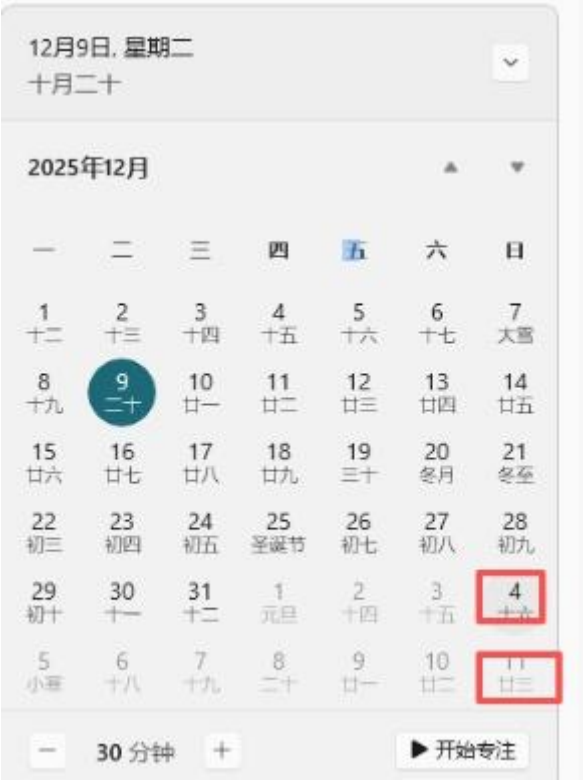 12月9日, 星期二
十月二十
2025年12月
一 二 三 四 五 六 日
1 2 3 4 5 6 7
十二 十三 十四 十五 十六 十七 大雪
8 9 10 11 12 13 14
十九 二十 廿一 廿二 廿三 廿四 廿五
15 16 17 18 19 20 21
廿六 廿七 廿八 廿九 三十 冬月 冬至
22 23 24 25 26 27 28
初三 初四 初五 圣诞节 初七 初八 初九
29 30 31 1 2 3 4
初十 十一 十二 元旦 十四 十五 十六
5 6 7 8 9 10 11
小寒 十八 十九 二十 廿一 廿二 廿三
30 分钟
开始专注